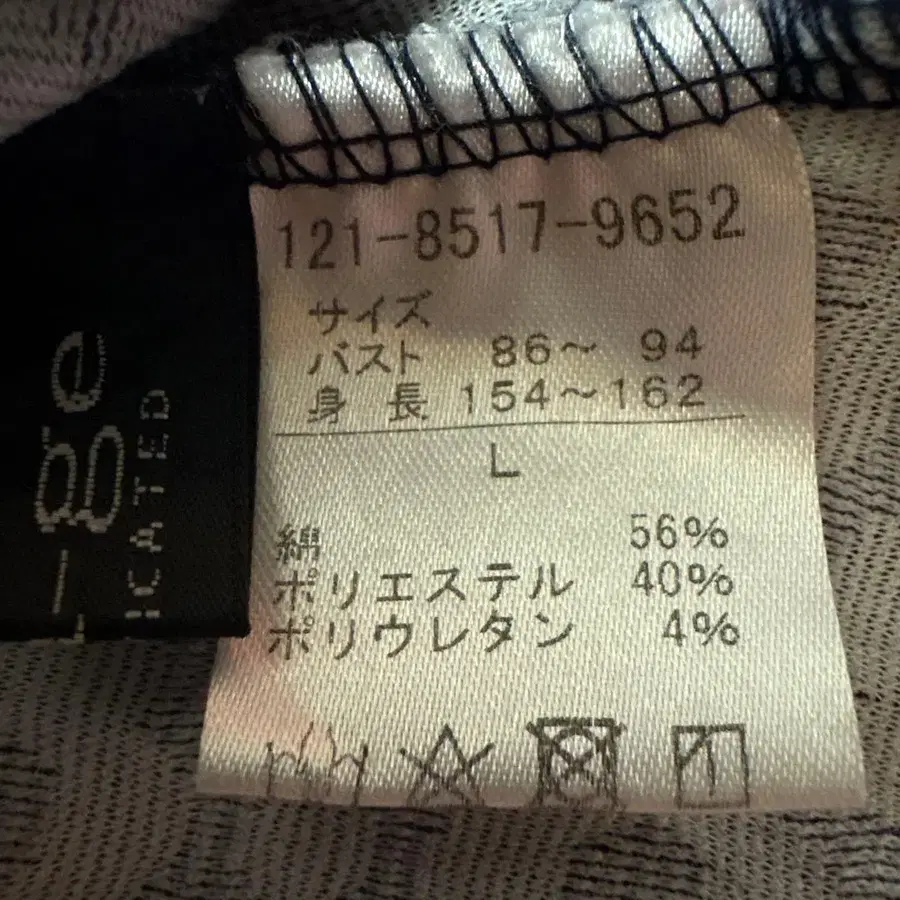 121-8517-9652
サイズ
バスト 86〜 94
身 長 154〜162
L
綿 56%
ポリエステル 40%
ポリウレタン 4%